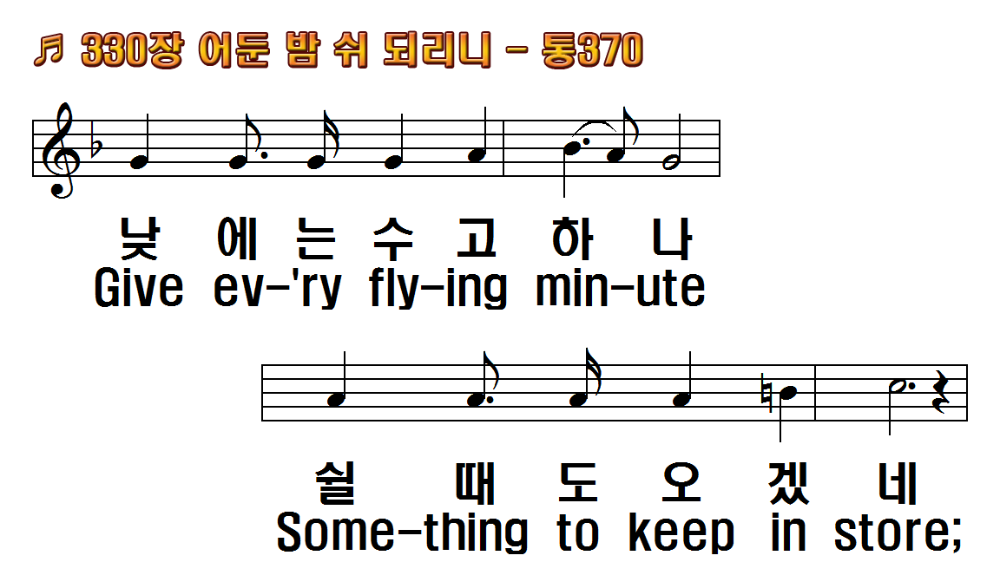 330장 어둔 밤 쉬 되리니 - 통370
낮 에 는 수 고 하 나
Give ev-'ry fly-ing min-ute
쉴 때 도 오 겠 네
Some-thing to keep in store;